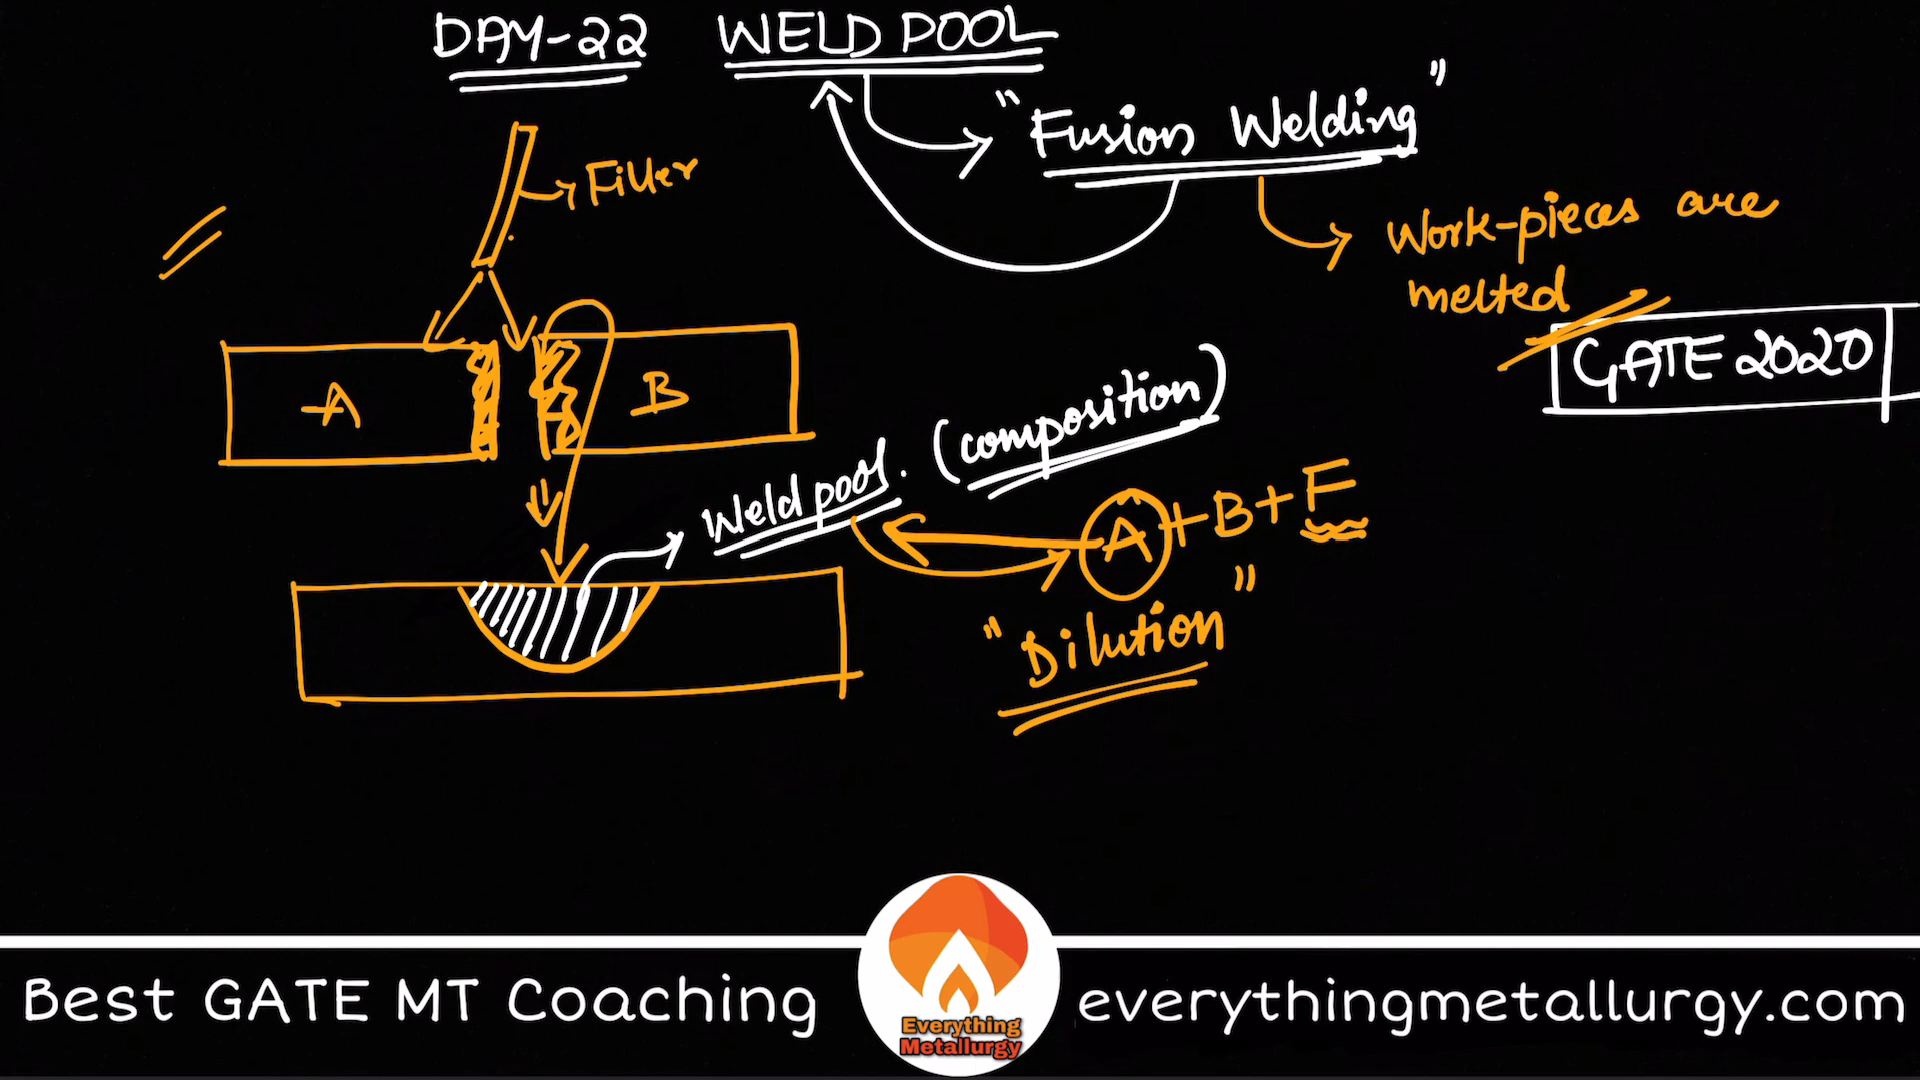 DAY-22 WELD POOL
"Fusion Welding"
Filler
Work-pieces are
melted
GATE 2020
A
B
Weld pool. (composition)
A+B+F
"Dilution"
Best GATE MT Coaching
Everything
Metallurgy
everythingmetallurgy.com